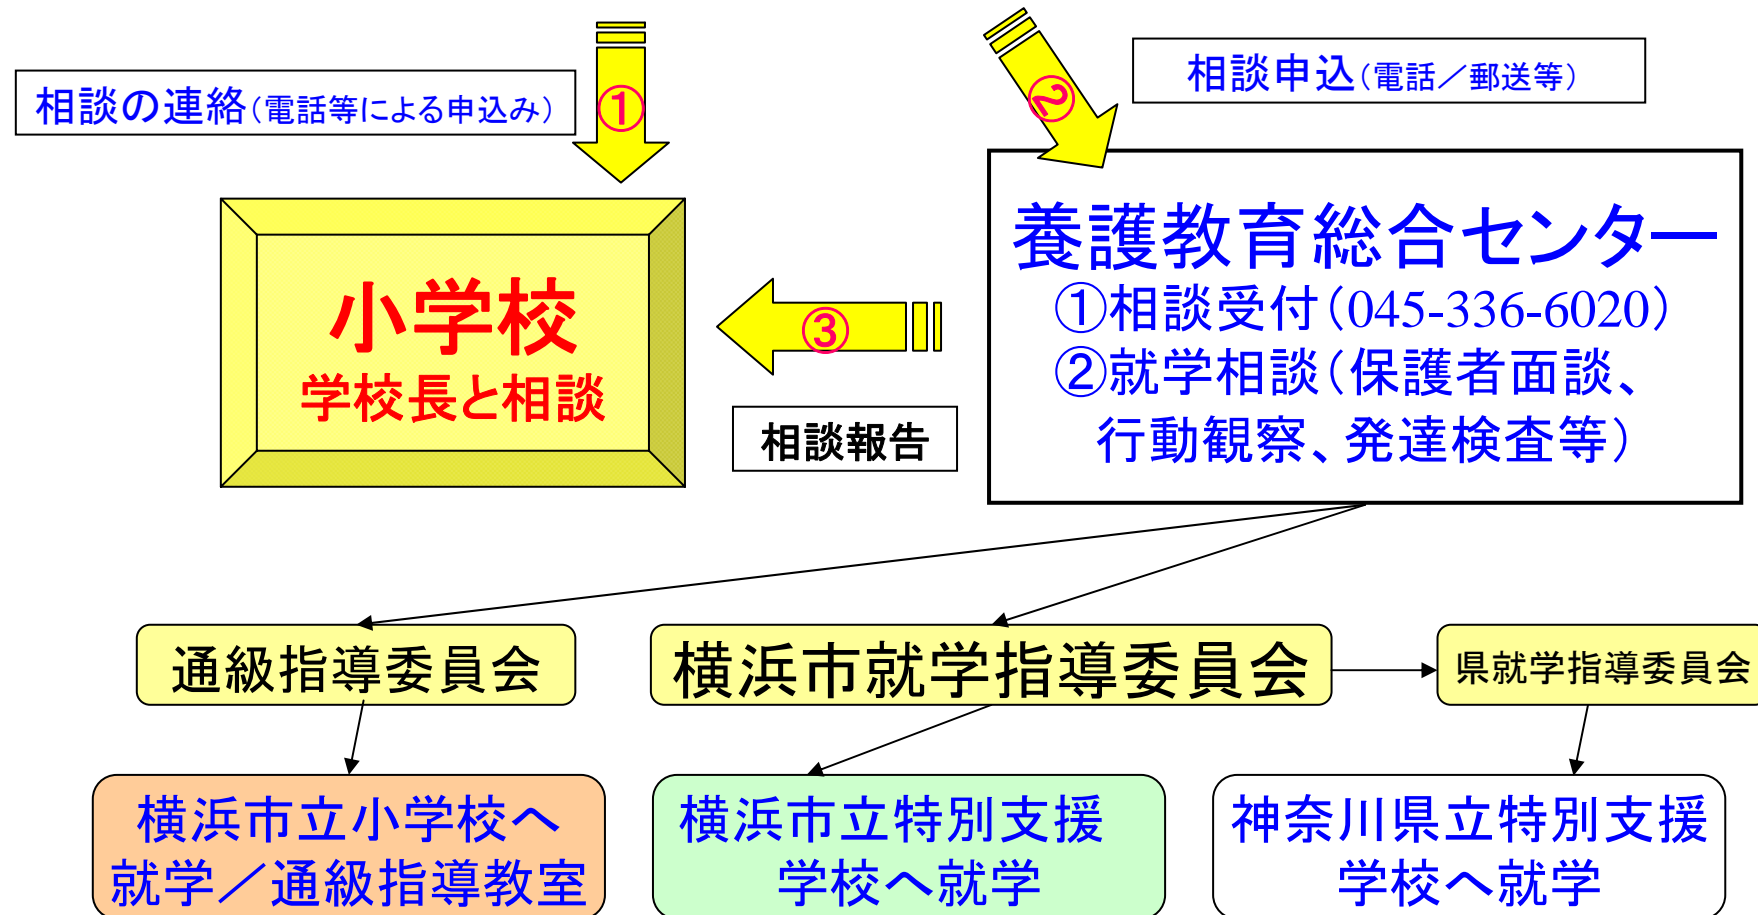 相談の連絡(電話等による申込み)
①
②
相談申込(電話／郵送等)
小学校
学校長と相談
③
相談報告
養護教育総合センター
①相談受付(045-336-6020)
②就学相談(保護者面談、
行動観察、発達検査等)
通級指導委員会
横浜市就学指導委員会
県就学指導委員会
横浜市立小学校へ
就学／通級指導教室
横浜市立特別支援
学校へ就学
神奈川県立特別支援
学校へ就学